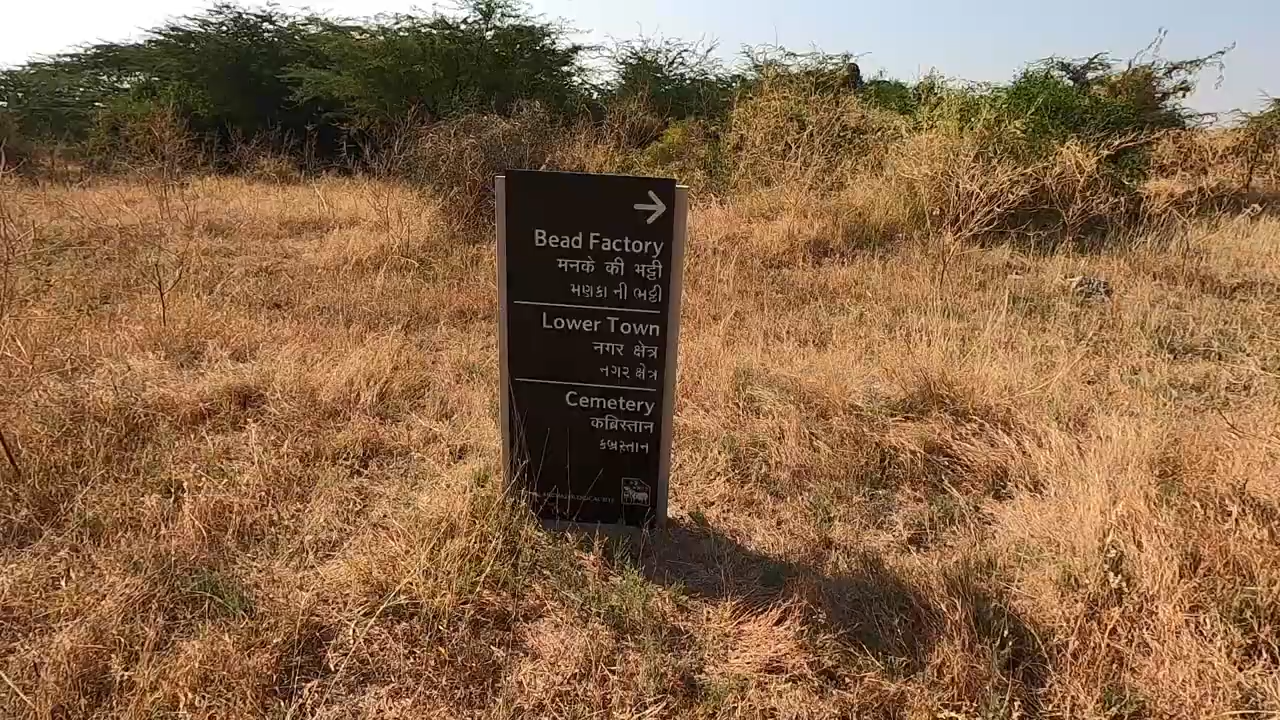 Bead Factory
मनके की भट्टी
મણકા ની ભઠ્ઠી
Lower Town
नगर क्षेत्र
નગર ક્ષેત્ર
Cemetery
कब्रिस्तान
કબ્રસ્તાન